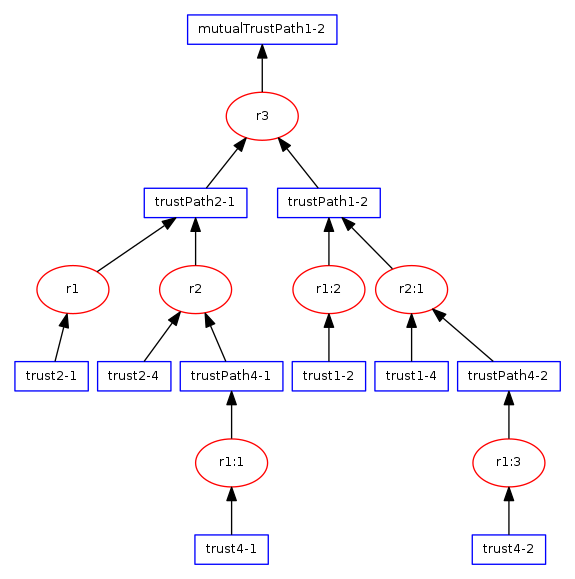 mutualTrustPath1-2
r3
trustPath2-1
trustPath1-2
r1
r2
r1:2
r2:1
trust2-1
trust2-4
trustPath4-1
trust1-2
trust1-4
trustPath4-2
r1:1
r1:3
trust4-1
trust4-2